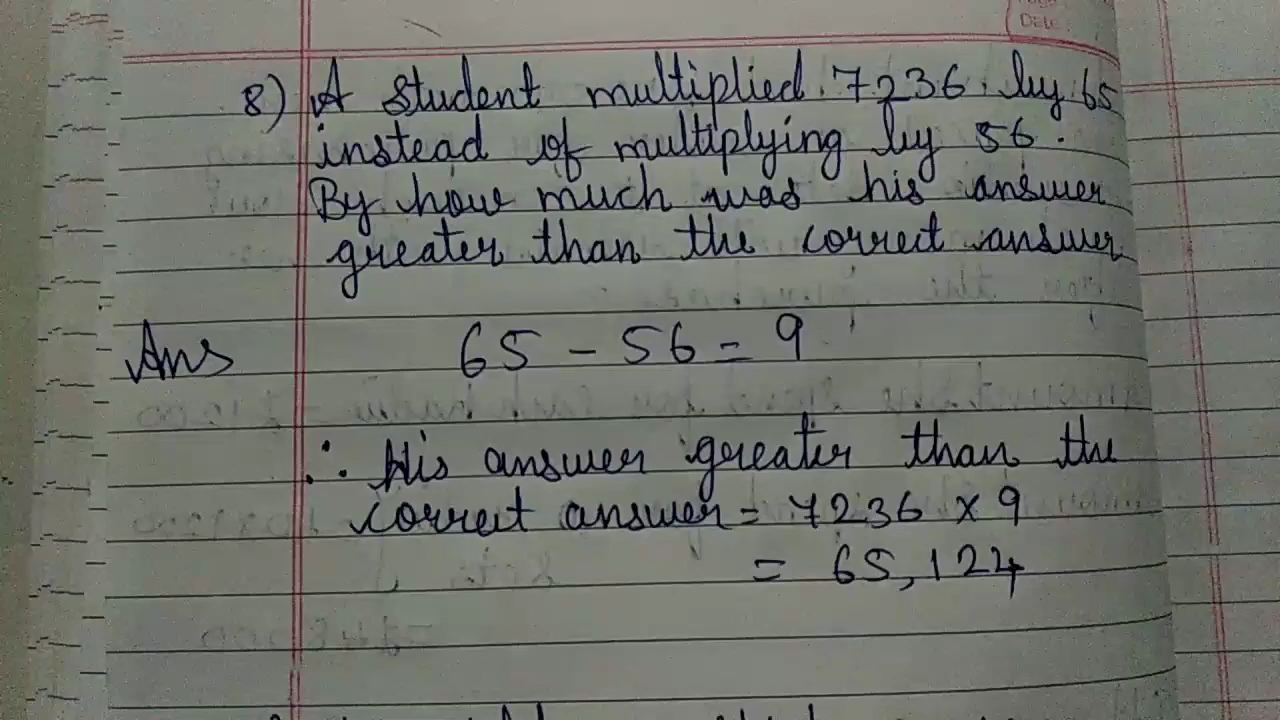 Date
8) A student multiplied 7236 by 65
instead of multiplying by 56.
By how much was his answer
greater than the correct answer
Ans 65 - 56 = 9
∴ His answer greater than the
correct answer = 7236 x 9
= 65,124